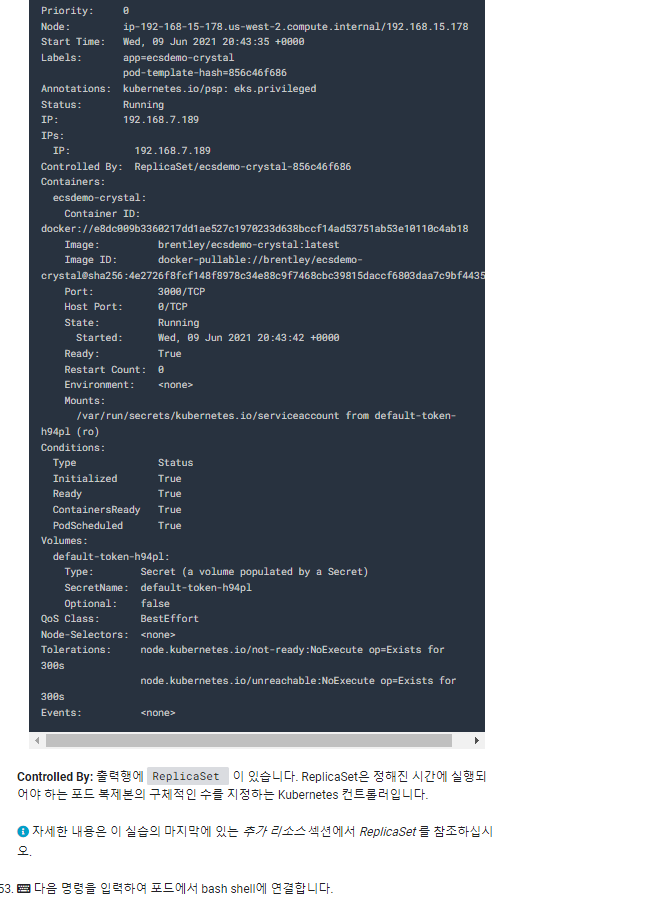 Priority: 0
Node: ip-192-168-15-178.us-west-2.compute.internal/192.168.15.178
Start Time: Wed, 09 Jun 2021 20:43:35 +0000
Labels: app=ecsdemo-crystal
pod-template-hash=856c46f686
Annotations: kubernetes.io/psp: eks.privileged
Status: Running
IP: 192.168.7.189
IPs:
IP: 192.168.7.189
Controlled By: ReplicaSet/ecsdemo-crystal-856c46f686
Containers:
ecsdemo-crystal:
Container ID:
docker://e8dc009b3360217dd1ae527c1970233d638bccf14ad53751ab53e10110c4ab18
Image: brentley/ecsdemo-crystal:latest
Image ID: docker-pullable://brentley/ecsdemo-
crystal@sha256:4e2726f8fcf148f8978c34e88c9f7468cbc39815daccf6803daa7c9bf4435
Port: 3000/TCP
Host Port: 0/TCP
State: Running
Started: Wed, 09 Jun 2021 20:43:42 +0000
Ready: True
Restart Count: 0
Environment: <none>
Mounts:
/var/run/secrets/kubernetes.io/serviceaccount from default-token-
h94pl (ro)
Conditions:
Type Status
Initialized True
Ready True
ContainersReady True
PodScheduled True
Volumes:
default-token-h94pl:
Type: Secret (a volume populated by a Secret)
SecretName: default-token-h94pl
Optional: false
QoS Class: BestEffort
Node-Selectors: <none>
Tolerations: node.kubernetes.io/not-ready:NoExecute op=Exists for
300s
node.kubernetes.io/unreachable:NoExecute op=Exists for
300s
Events: <none>
Controlled By: 출력행에 ReplicaSet 이 있습니다. ReplicaSet은 정해진 시간에 실행되
어야 하는 포드 복제본의 구체적인 수를 지정하는 Kubernetes 컨트롤러입니다.
자세한 내용은 이 실습의 마지막에 있는 추가 리소스 섹션에서 ReplicaSet 를 참조하십시
오.
53. 다음 명령을 입력하여 포드에서 bash shell에 연결합니다.